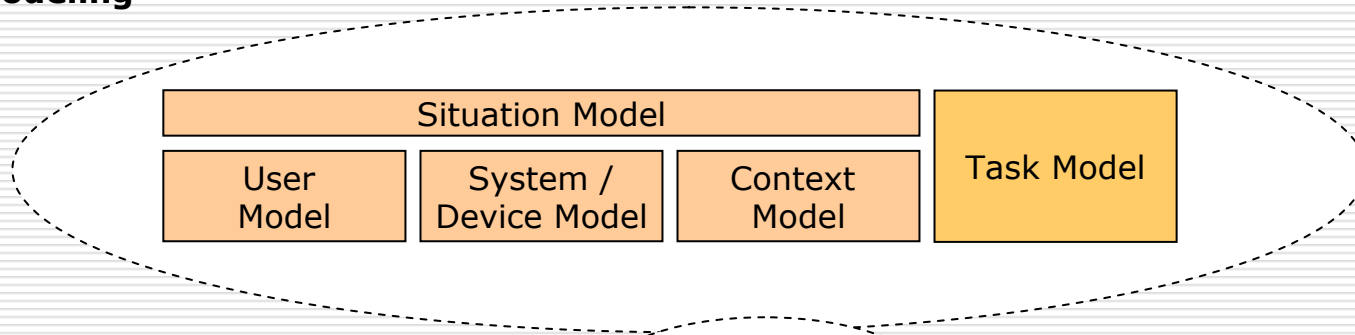 Situation Model
User
Model
System /
Device Model
Context
Model
Task Model